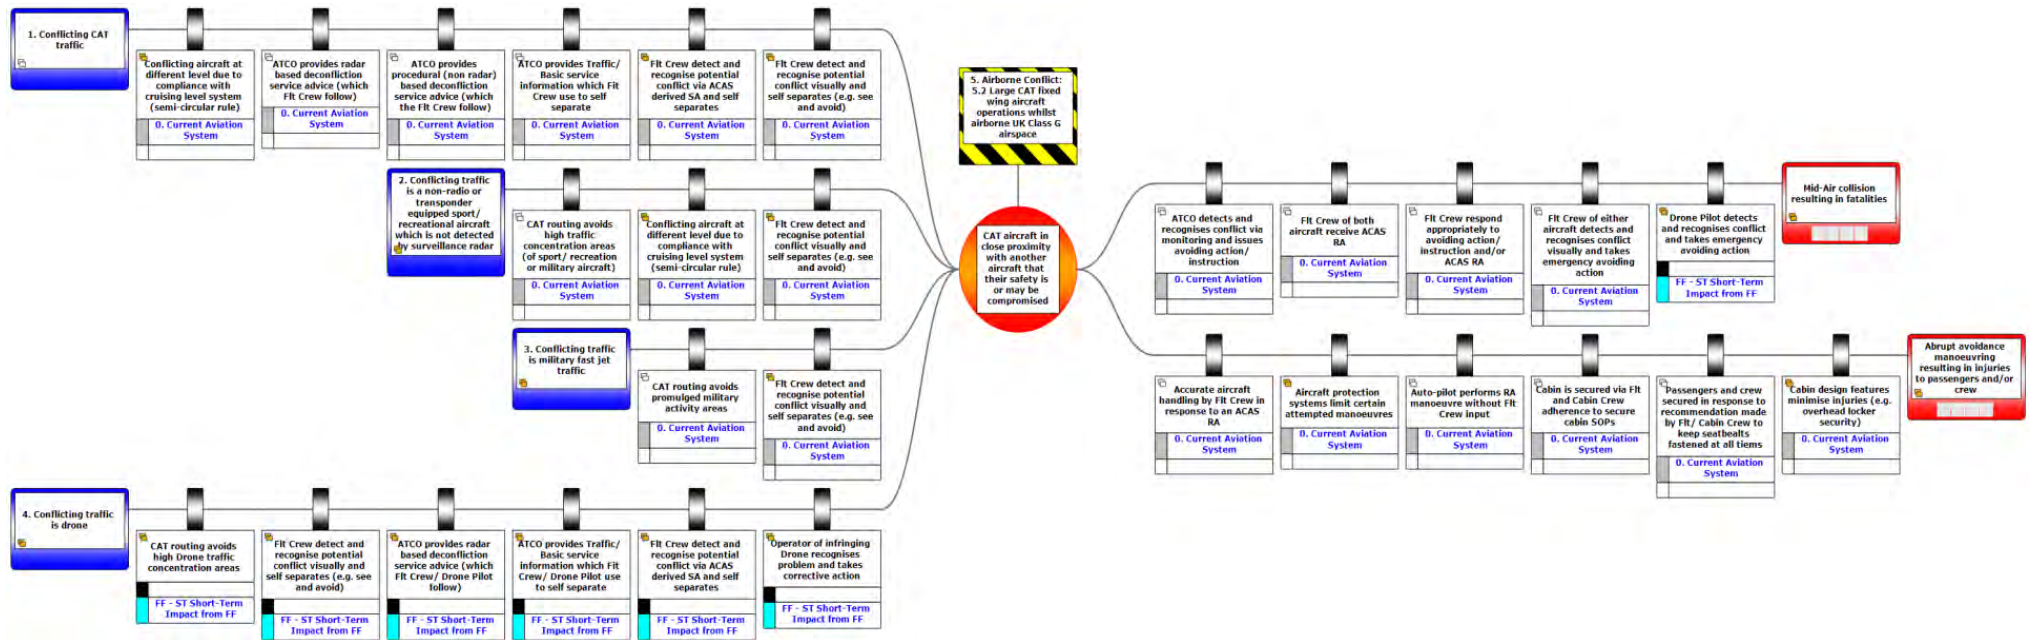 1. Conflicting CAT
traffic
Conflicting aircraft at
different level due to
compliance with
cruising level system
(semi-circular rule)
0. Current Aviation
System
ATCO provides radar
based deconfliction
service advice (which
Flt Crew follow)
0. Current Aviation
System
ATCO provides
procedural (non radar)
based deconfliction
service advice (which
the Flt Crew follow)
0. Current Aviation
System
ATCO provides Traffic/
Basic service
information which Flt
Crew use to self
separate
0. Current Aviation
System
Flt Crew detect and
recognise potential
conflict via ACAS
derived SA and self
separates
0. Current Aviation
System
Flt Crew detect and
recognise potential
conflict visually and
self separates (e.g. see
and avoid)
0. Current Aviation
System
2. Conflicting traffic
is a non-radio or
transponder
equipped sport/
recreational aircraft
which is not detected
by surveillance radar
CAT routing avoids
high traffic
concentration areas
(of sport/ recreation
or military aircraft)
0. Current Aviation
System
Conflicting aircraft at
different level due to
compliance with
cruising level system
(semi-circular rule)
0. Current Aviation
System
Flt Crew detect and
recognise potential
conflict visually and
self separates (e.g. see
and avoid)
0. Current Aviation
System
3. Conflicting traffic
is military fast jet
traffic
CAT routing avoids
promulged military
activity areas
0. Current Aviation
System
Flt Crew detect and
recognise potential
conflict visually and
self separates (e.g. see
and avoid)
0. Current Aviation
System
4. Conflicting traffic
is drone
CAT routing avoids
high Drone traffic
concentration areas
FF - ST Short-Term
Impact from FF
Flt Crew detect and
recognise potential
conflict visually and
self separates (e.g. see
and avoid)
FF - ST Short-Term
Impact from FF
ATCO provides radar
based deconfliction
service advice (which
Flt Crew/ Drone Pilot
follow)
FF - ST Short-Term
Impact from FF
ATCO provides Traffic/
Basic service
information which Flt
Crew/ Drone Pilot use
to self separate
FF - ST Short-Term
Impact from FF
Flt Crew detect and
recognise potential
conflict via ACAS
derived SA and self
separates
FF - ST Short-Term
Impact from FF
Operator of infringing
Drone recognises
problem and takes
corrective action
FF - ST Short-Term
Impact from FF
5. Airborne Conflict:
5.2 Large CAT fixed
wing aircraft
operations whilst
airborne UK Class G
airspace
CAT aircraft in
close proximity
with another
aircraft that
their safety is
or may be
compromised
ATCO detects and
recognises conflict via
monitoring and issues
avoiding action/
instruction
0. Current Aviation
System
Flt Crew of both
aircraft receive ACAS
RA
0. Current Aviation
System
Flt Crew respond
appropriately to
avoiding action/
instruction and/or
ACAS RA
0. Current Aviation
System
Flt Crew of either
aircraft detects and
recognises conflict
visually and takes
emergency avoiding
action
0. Current Aviation
System
Drone Pilot detects
and recognises conflict
and takes emergency
avoiding action
FF - ST Short-Term
Impact from FF
Mid-Air collision
resulting in fatalities
Accurate aircraft
handling by Flt Crew in
response to an ACAS
RA
0. Current Aviation
System
Aircraft protection
systems limit certain
attempted manoeuvres
0. Current Aviation
System
Auto-pilot performs RA
manoeuvre without Flt
Crew input
0. Current Aviation
System
Cabin is secured via Flt
and Cabin Crew
adherence to secure
cabin SOPs
0. Current Aviation
System
Passengers and crew
secured in response to
recommendation made
by Flt/ Cabin Crew to
keep seatbealts
fastened at all tiems
0. Current Aviation
System
Cabin design features
minimise injuries (e.g.
overhead locker
security)
0. Current Aviation
System
Abrupt avoidance
manoeuvring
resulting in injuries
to passengers and/or
crew